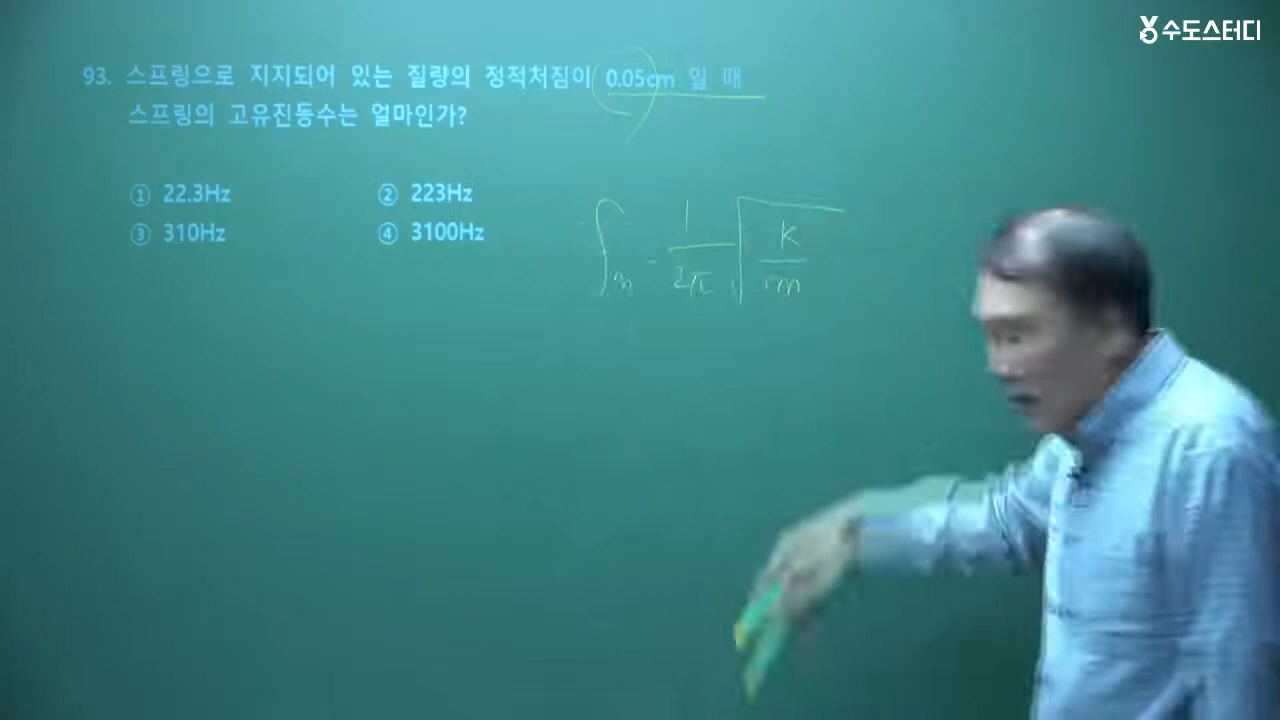 수도스터디
93. 스프링으로 지지되어 있는 질량의 정적처짐이 0.05cm 일 때
스프링의 고유진동수는 얼마인가?
① 22.3Hz ② 223Hz
③ 310Hz ④ 3100Hz
fn = 1/2π √k/m